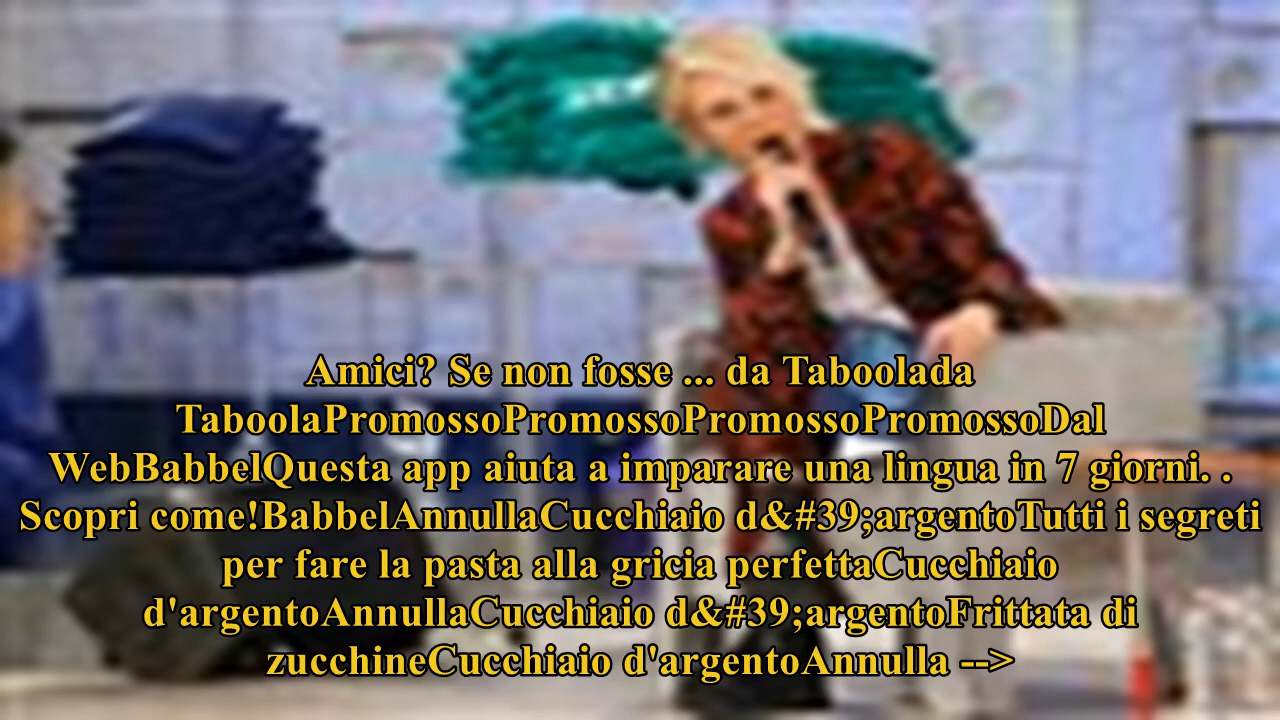 Amici? Se non fosse ... da Taboolada
TaboolaPromossoPromossoPromossoPromossoDal
WebBabbelQuesta app aiuta a imparare una lingua in 7 giorni. .
Scopri come!BabbelAnnullaCucchiaio d&#39;argentoTutti i segreti
per fare la pasta alla gricia perfettaCucchiaio
d'argentoAnnullaCucchiaio d&#39;argentoFrittata di
zucchineCucchiaio d'argentoAnnulla -->